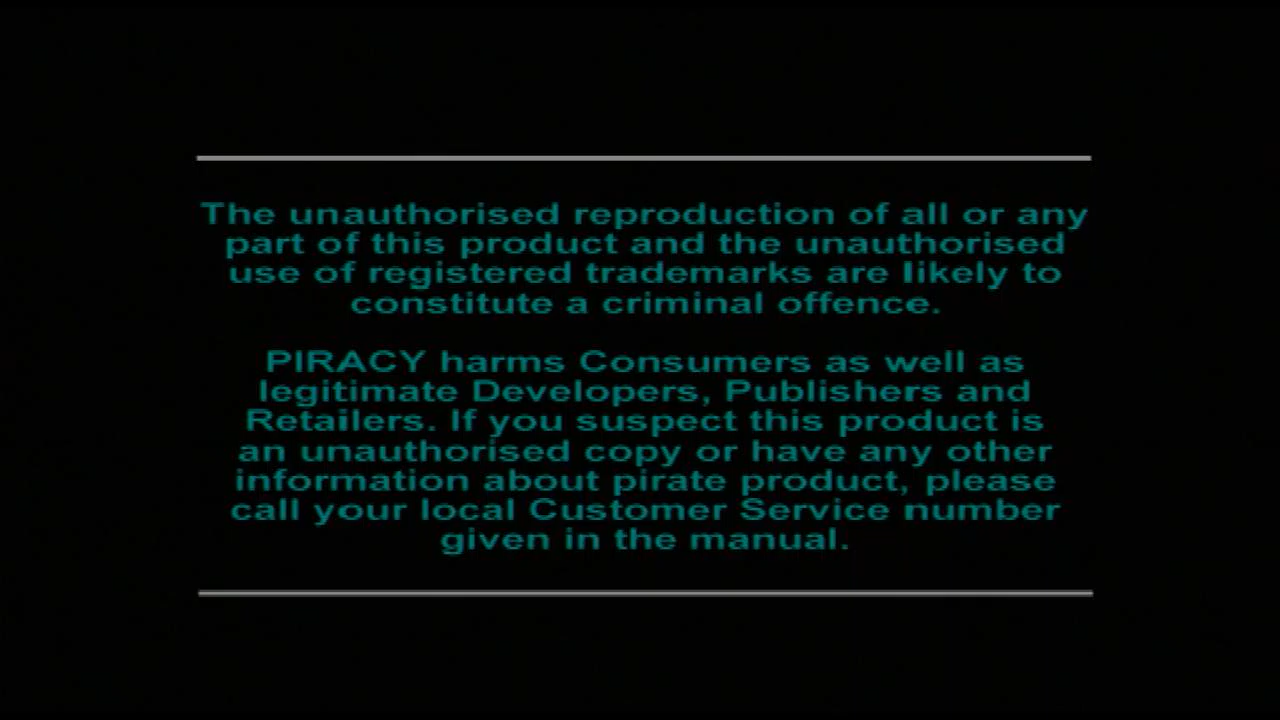 The unauthorised reproduction of all or any
part of this product and the unauthorised
use of registered trademarks are likely to
constitute a criminal offence.
PIRACY harms Consumers as well as
legitimate Developers, Publishers and
Retailers. If you suspect this product is
an unauthorised copy or have any other
information about pirate product, please
call your local Customer Service number
given in the manual.